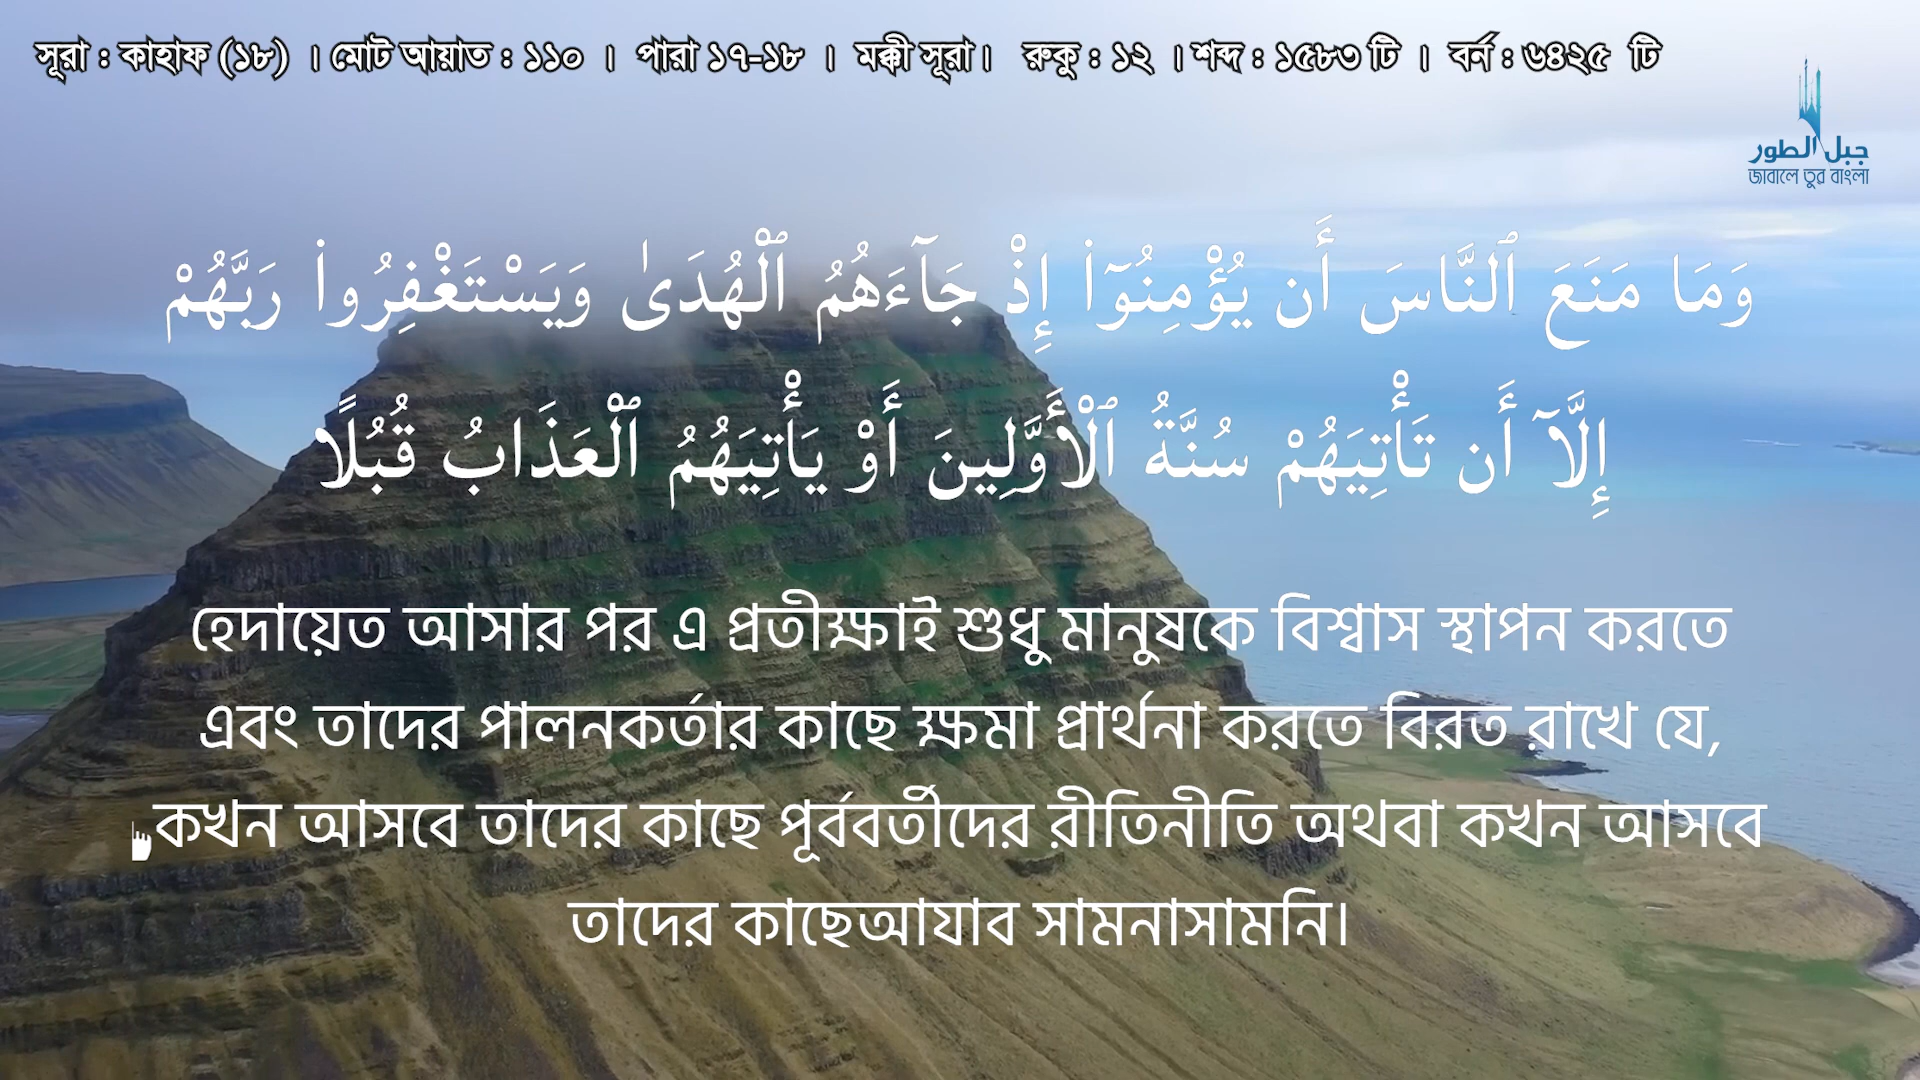 সূরা : কাহাফ (১৮) । মোট আয়াত : ১১০ । পারা ১৭-১৮ । মক্কী সূরা। রুকু : ১২ । শব্দ : ১৫৮৩ টি । বর্ন : ৬৪২৫ টি
جبل الطور
জাবালে তুর বাংলা
وَمَا مَنَعَ ٱلنَّاسَ أَن يُؤْمِنُوٓا۟ إِذْ جَآءَهُمُ ٱلْهُدَىٰ وَيَسْتَغْفِرُوا۟ رَبَّهُمْ
إِلَّآ أَن تَأْتِيَهُمْ سُنَّةُ ٱلْأَوَّلِينَ أَوْ يَأْتِيَهُمُ ٱلْعَذَابُ قُبُلًا
হেদায়েত আসার পর এ প্রতীক্ষাই শুধু মানুষকে বিশ্বাস স্থাপন করতে
এবং তাদের পালনকর্তার কাছে ক্ষমা প্রার্থনা করতে বিরত রাখে যে,
কখন আসবে তাদের কাছে পূর্ববর্তীদের রীতিনীতি অথবা কখন আসবে
তাদের কাছেআযাব সামনাসামনি।